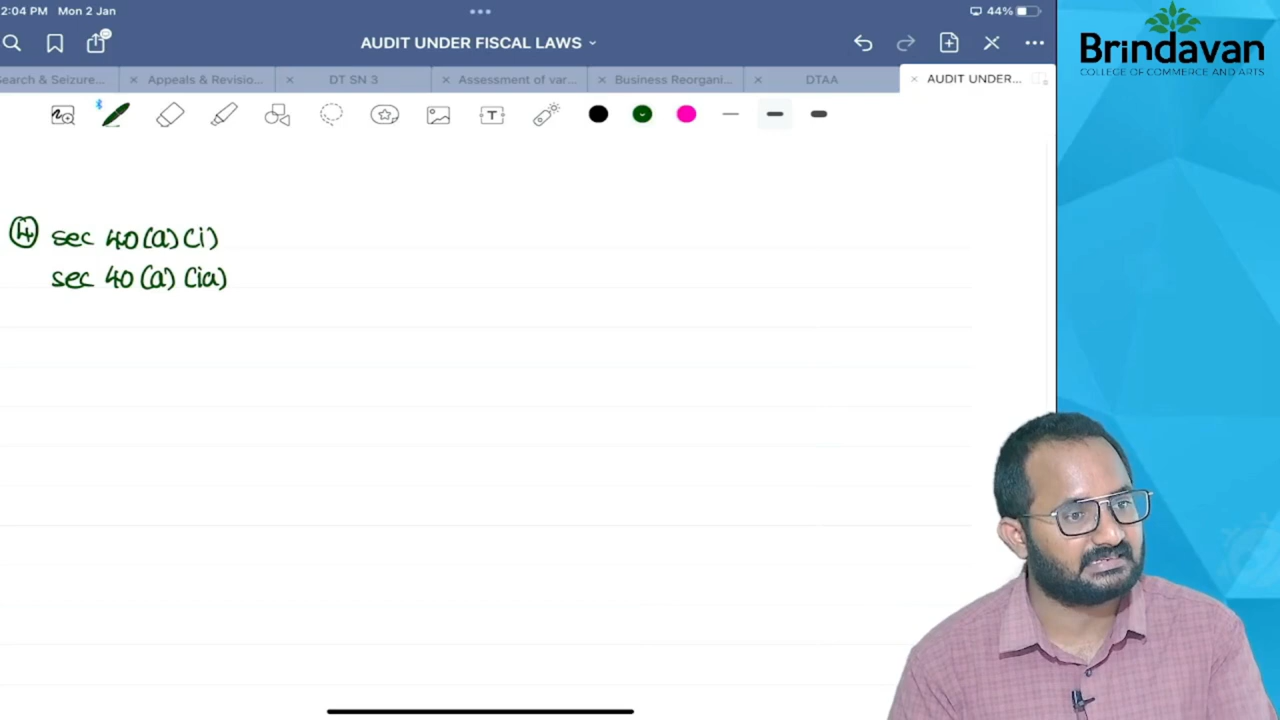 2:04 PM Mon 2 Jan
44%
AUDIT UNDER FISCAL LAWS
Search & Seizure...
Appeals & Revisio...
DT SN 3
Assessment of var...
Business Reorgani...
DTAA
AUDIT UNDER...
Brindavan
COLLEGE OF COMMERCE AND ARTS
T
4 sec 40(a)(i)
sec 40(a)(ia)